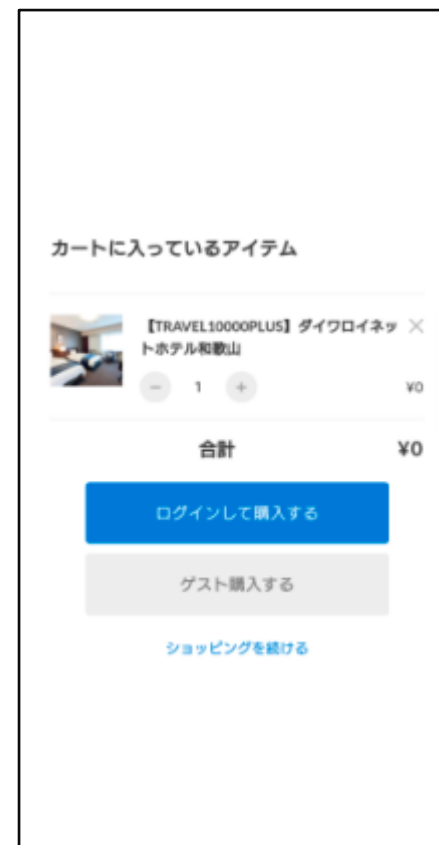 カートに入っているアイテム
【TRAVEL10000PLUS】ダイワロイネッ
トホテル和歌山
− 1 + ¥0
合計 ¥0
ログインして購入する
ゲスト購入する
ショッピングを続ける